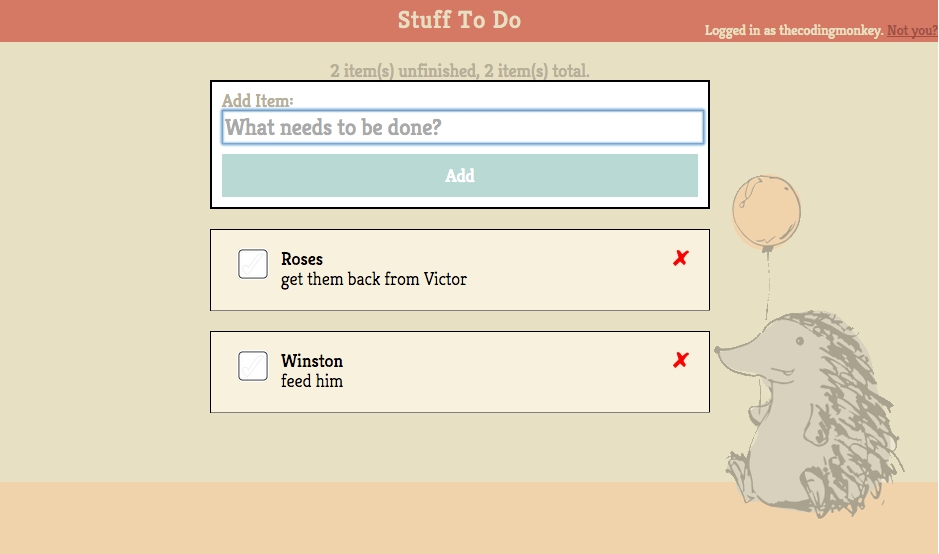 Stuff To Do
Logged in as thecodingmonkey. Not you?
2 item(s) unfinished, 2 item(s) total.
Add Item:
What needs to be done?
Add
Roses
get them back from Victor
Winston
feed him